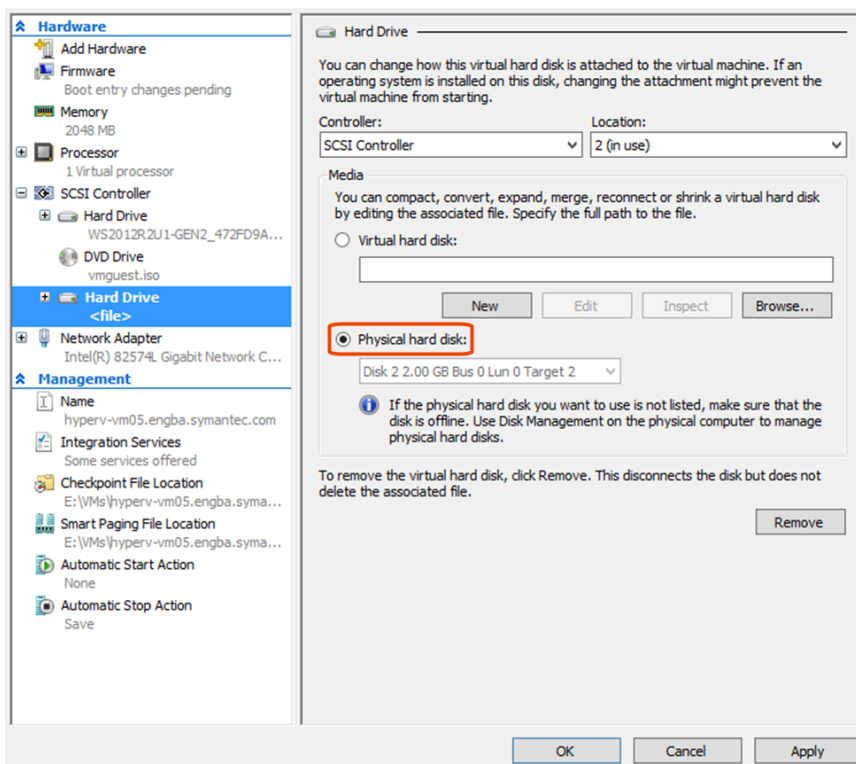 Hardware
Add Hardware
Firmware
Boot entry changes pending
Memory
2048 MB
Processor
1 Virtual processor
SCSI Controller
Hard Drive
WS2012R2U1-GEN2_472FD9A...
DVD Drive
vmguest.iso
Hard Drive
<file>
Network Adapter
Intel(R) 82574L Gigabit Network C...
Management
Name
hyperv-vm05.engba.symantec.com
Integration Services
Some services offered
Checkpoint File Location
E:\VMs\hyperv-vm05.engba.syma...
Smart Paging File Location
E:\VMs\hyperv-vm05.engba.syma...
Automatic Start Action
None
Automatic Stop Action
Save
Hard Drive
You can change how this virtual hard disk is attached to the virtual machine. If an
operating system is installed on this disk, changing the attachment might prevent the
virtual machine from starting.
Controller:
Location:
SCSI Controller
2 (in use)
Media
You can compact, convert, expand, merge, reconnect or shrink a virtual hard disk
by editing the associated file. Specify the full path to the file.
Virtual hard disk:
New
Edit
Inspect
Browse...
Physical hard disk:
Disk 2 2.00 GB Bus 0 Lun 0 Target 2
If the physical hard disk you want to use is not listed, make sure that the
disk is offline. Use Disk Management on the physical computer to manage
physical hard disks.
To remove the virtual hard disk, click Remove. This disconnects the disk but does not
delete the associated file.
Remove
OK
Cancel
Apply